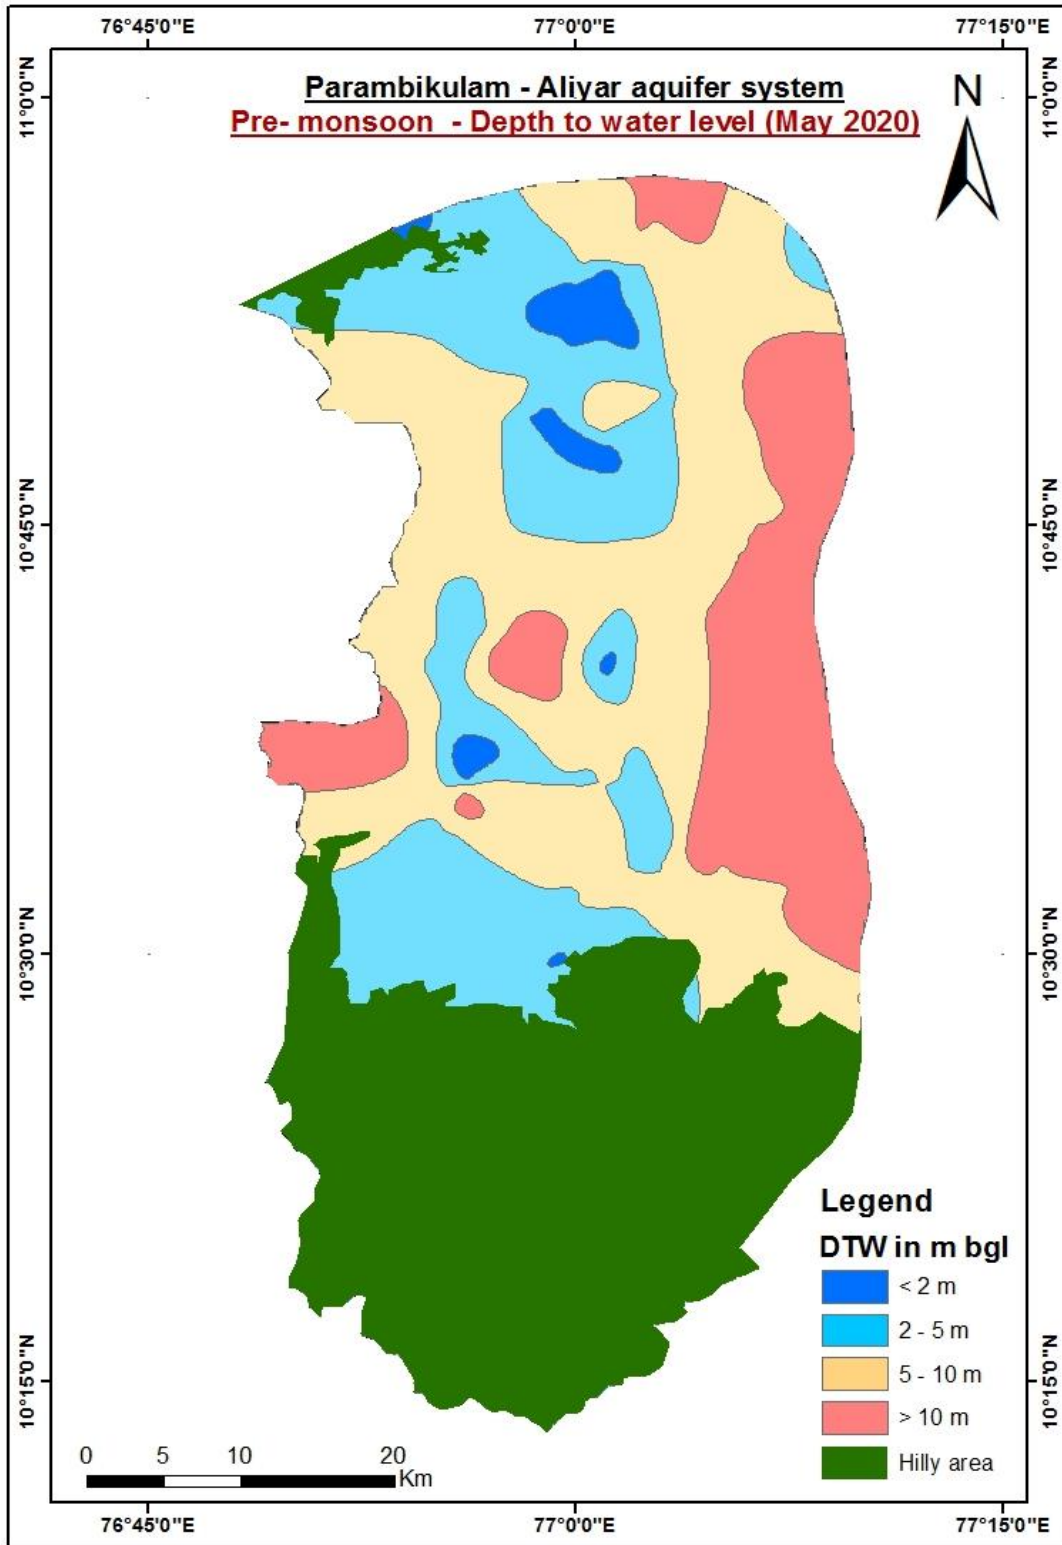 76°45'0"E 77°0'0"E 77°15'0"E
Parambikulam - Aliyar aquifer system
Pre- monsoon - Depth to water level (May 2020)
N
11°0'0"N 11°0'0"N
10°45'0"N 10°45'0"N
10°30'0"N 10°30'0"N
10°15'0"N 10°15'0"N
Legend
DTW in m bgl
< 2 m
2 - 5 m
5 - 10 m
> 10 m
Hilly area
0 5 10 20
Km
76°45'0"E 77°0'0"E 77°15'0"E